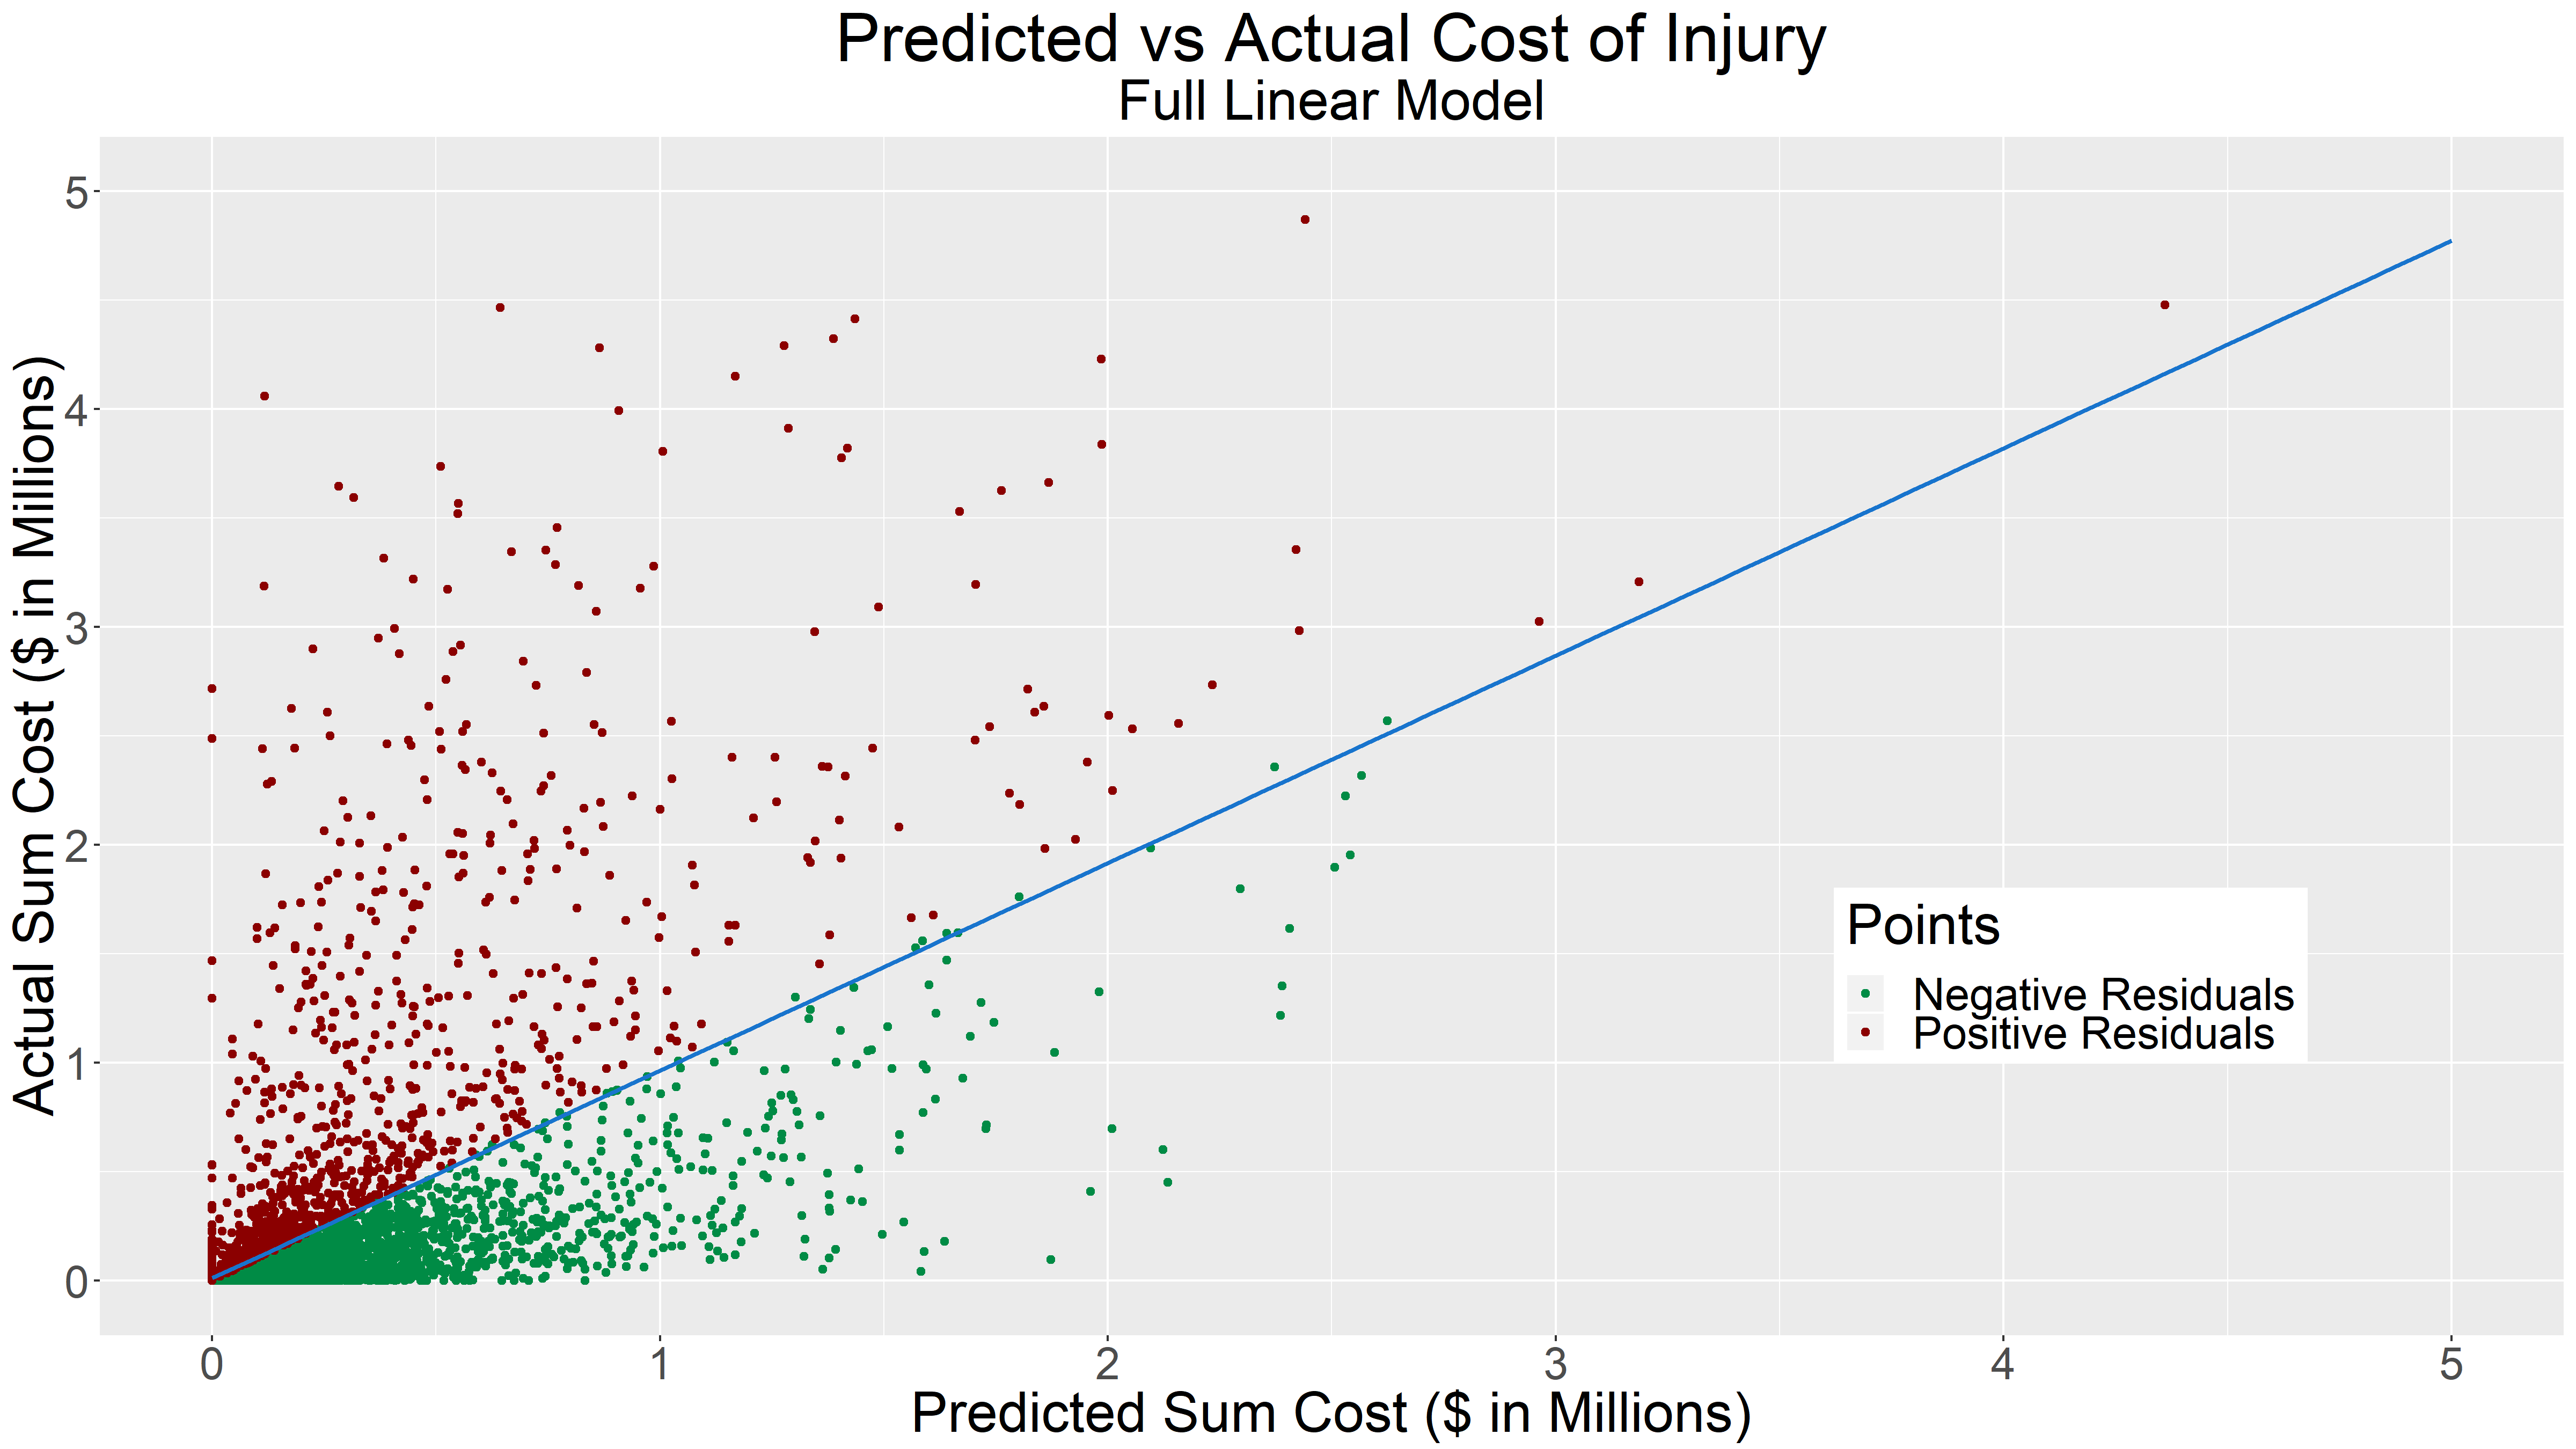 Predicted vs Actual Cost of Injury
Full Linear Model
Actual Sum Cost ($ in Millions)
5
4
3
2
1
0
Points
Negative Residuals
Positive Residuals
0 1 2 3 4 5
Predicted Sum Cost ($ in Millions)